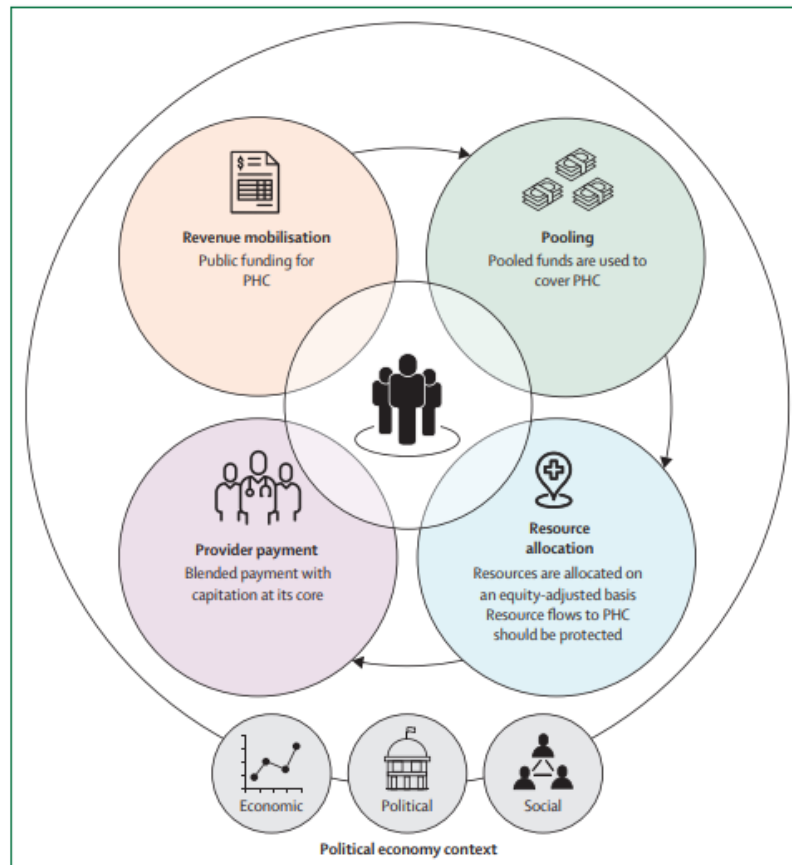 $
Revenue mobilisation
Public funding for
PHC
Pooling
Pooled funds are used to
cover PHC
Provider payment
Blended payment with
capitation at its core
Resource
allocation
Resources are allocated on
an equity-adjusted basis
Resource flows to PHC
should be protected
Economic
Political
Social
Political economy context